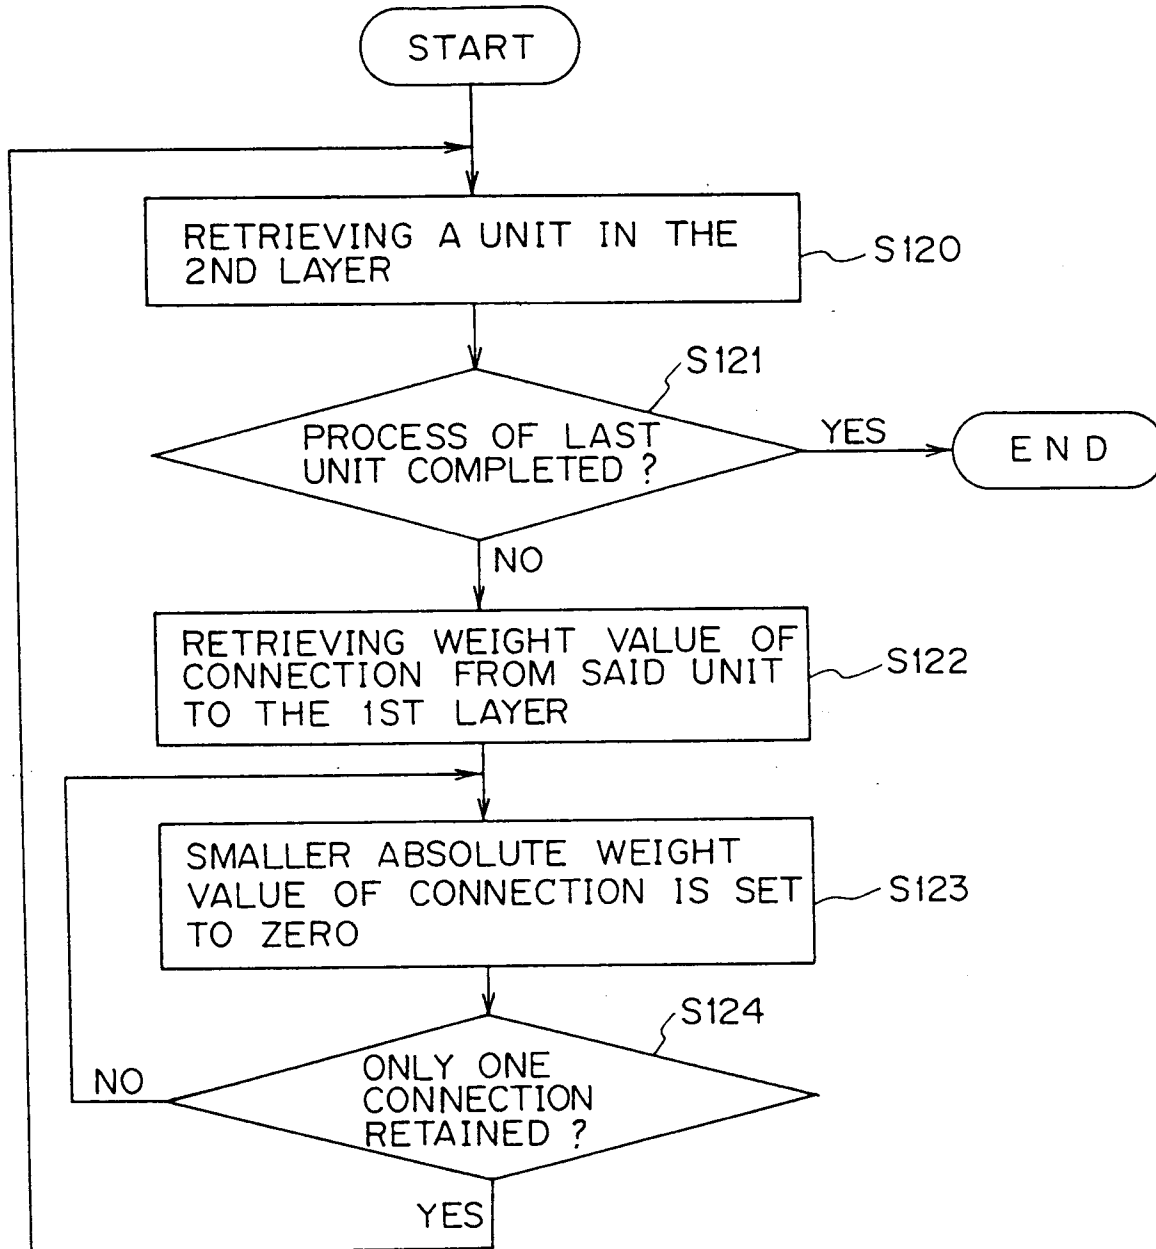 START
RETRIEVING A UNIT IN THE
2ND LAYER
S120
S121
PROCESS OF LAST
UNIT COMPLETED ?
YES
END
NO
RETRIEVING WEIGHT VALUE OF
CONNECTION FROM SAID UNIT
TO THE 1ST LAYER
S122
SMALLER ABSOLUTE WEIGHT
VALUE OF CONNECTION IS SET
TO ZERO
S123
S124
ONLY ONE
CONNECTION
RETAINED ?
NO
YES